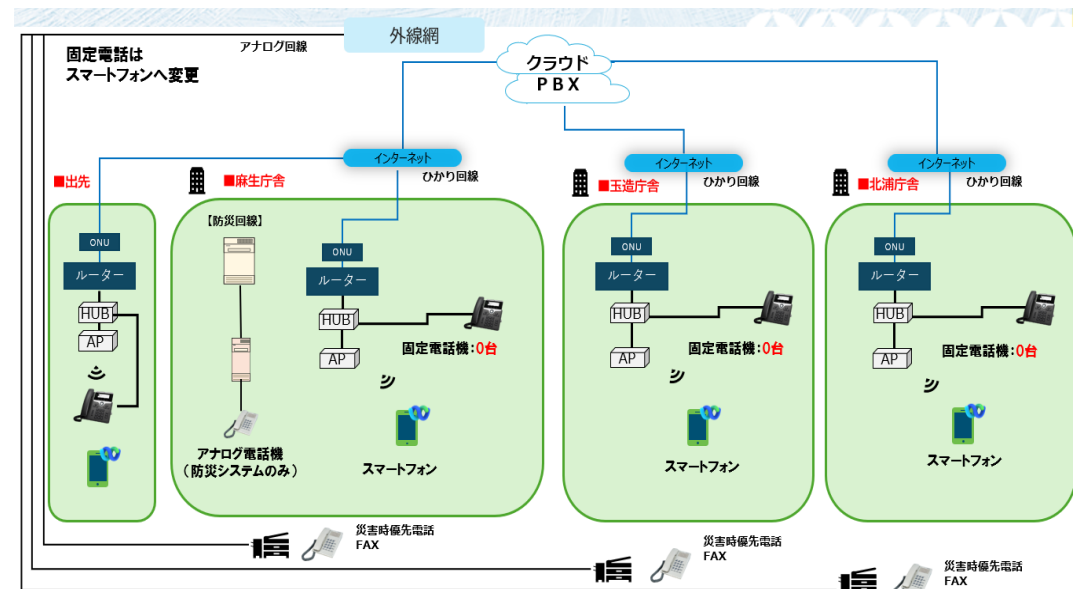 固定電話は
スマートフォンへ変更
アナログ回線
外線網
クラウド
PBX
インターネット
ひかり回線
インターネット
ひかり回線
インターネット
ひかり回線
■出先
■麻生庁舎
■玉造庁舎
■北浦庁舎
ONU
ルーター
HUB
AP
【防災回線】
アナログ電話機
(防災システムのみ)
ONU
ルーター
HUB
AP
固定電話機:0台
スマートフォン
ONU
ルーター
HUB
AP
固定電話機:0台
スマートフォン
ONU
ルーター
HUB
AP
固定電話機:0台
スマートフォン
災害時優先電話
FAX
災害時優先電話
FAX
災害時優先電話
FAX